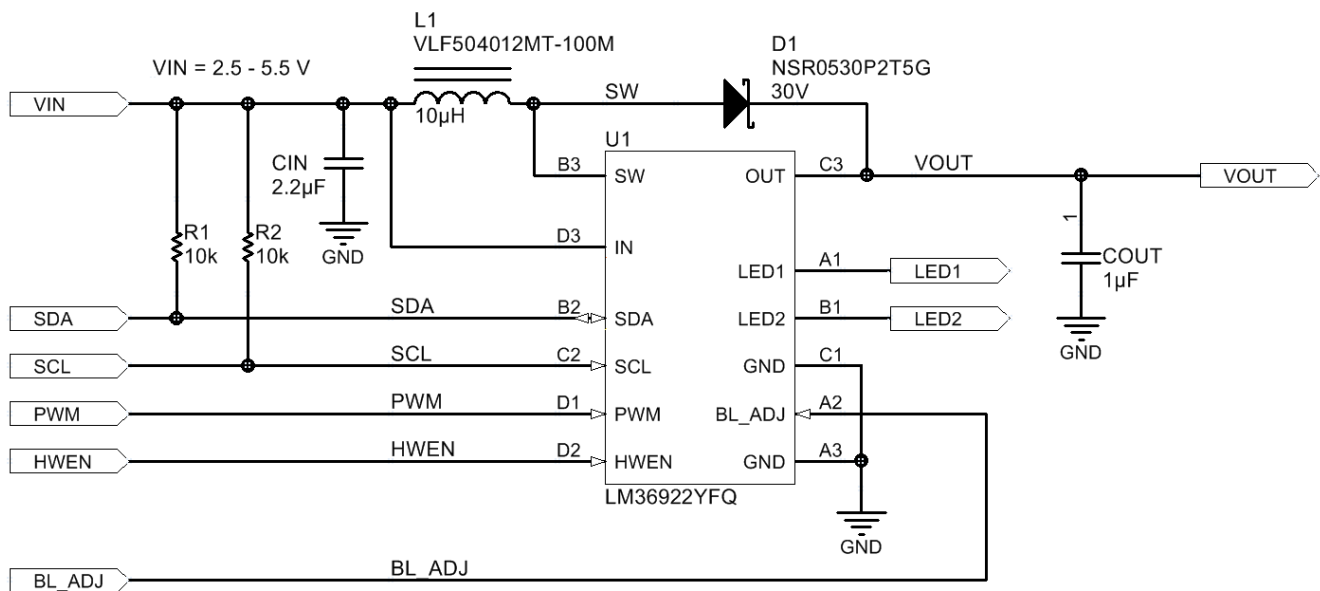 L1
VLF504012MT-100M
D1
NSR0530P2T5G
30V
VIN = 2.5 - 5.5 V
VIN
10µH
SW
U1
CIN
2.2µF
GND
B3
SW
OUT
C3
VOUT
VOUT
1
R1
10k
R2
10k
D3
IN
LED1
A1
LED1
COUT
1µF
GND
SDA
SDA
B2
SDA
LED2
B1
LED2
SCL
SCL
C2
SCL
GND
C1
PWM
PWM
D1
PWM
BL_ADJ
A2
HWEN
HWEN
D2
HWEN
GND
A3
LM36922YFQ
GND
BL_ADJ
BL_ADJ